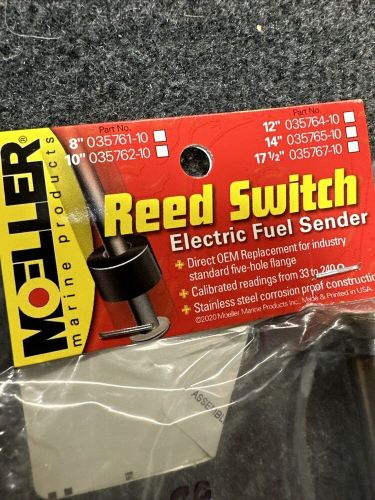 MOELLER®
marine products
Part No.
8" 035761-10
10" 035762-10
Part No.
12" 035764-10
14" 035765-10
17 1/2" 035767-10
Reed Switch
Electric Fuel Sender
• Direct OEM Replacement for industry
standard five-hole flange
• Calibrated readings from 33 to 240 Ω
• Stainless steel corrosion proof construction
©2020 Moeller Marine Products Inc., Made & Printed in U.S.A.
ASSEMBL